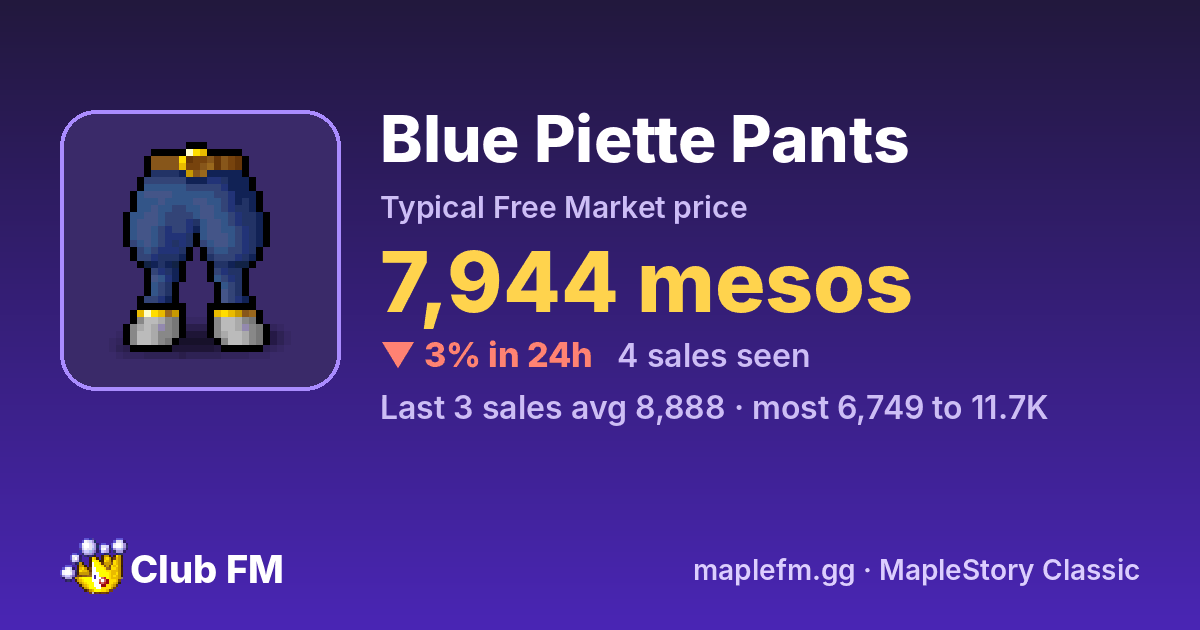 Blue Piette Pants
Typical Free Market price
7,944 mesos
▼ 3% in 24h 4 sales seen
Last 3 sales avg 8,888 · most 6,749 to 11.7K
Club FM
maplefm.gg · MapleStory Classic